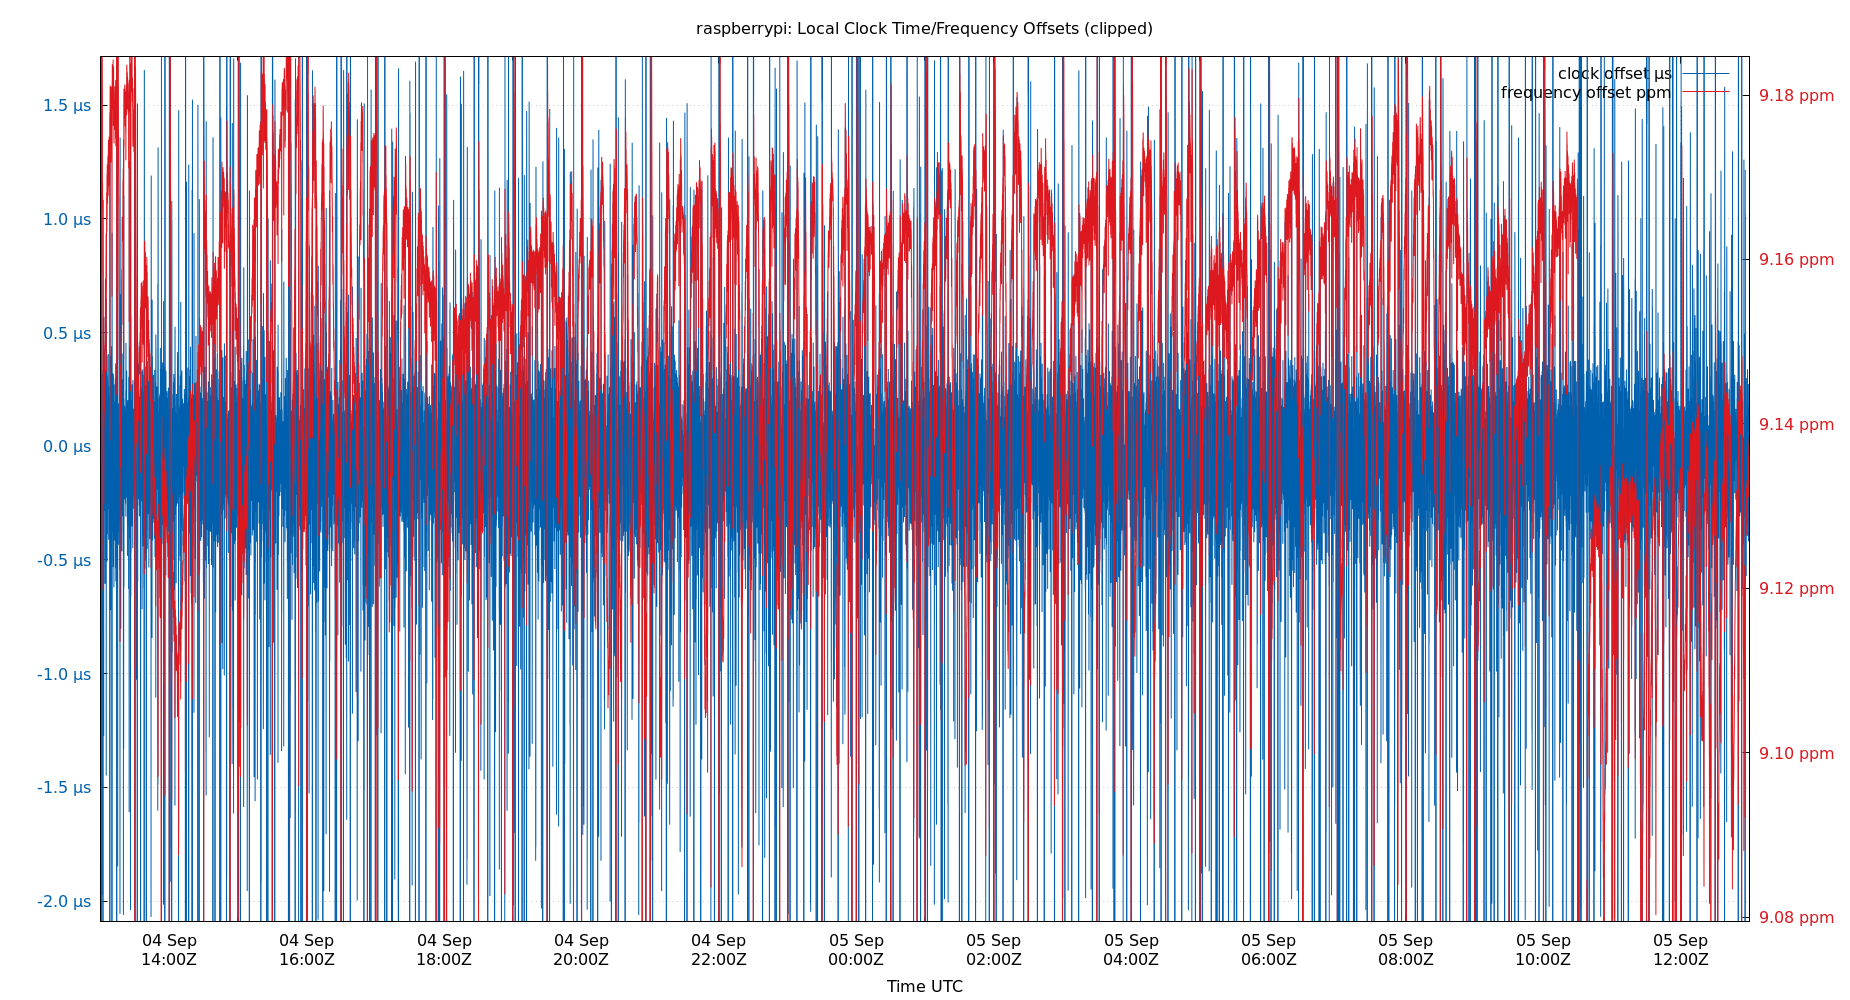 raspberrypi: Local Clock Time/Frequency Offsets (clipped)
clock offset µs
frequency offset ppm
1.5 µs
1.0 µs
0.5 µs
0.0 µs
-0.5 µs
-1.0 µs
-1.5 µs
-2.0 µs
9.18 ppm
9.16 ppm
9.14 ppm
9.12 ppm
9.10 ppm
9.08 ppm
04 Sep 04 Sep 04 Sep 04 Sep 04 Sep 05 Sep 05 Sep 05 Sep 05 Sep 05 Sep 05 Sep 05 Sep
14:00Z 16:00Z 18:00Z 20:00Z 22:00Z 00:00Z 02:00Z 04:00Z 06:00Z 08:00Z 10:00Z 12:00Z
Time UTC